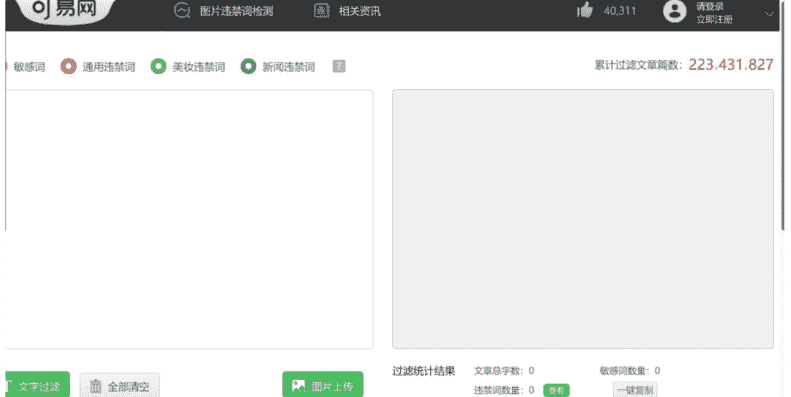 句易网
图片违禁词检测
相关资讯
40,311
请登录
立即注册
敏感词
通用违禁词
美妆违禁词
新闻违禁词
?
累计过滤文章篇数：223,431,827
文字过滤
全部清空
图片上传
过滤统计结果
文章总字数：0
敏感词数量：0
违禁词数量：0
查看
一键复制